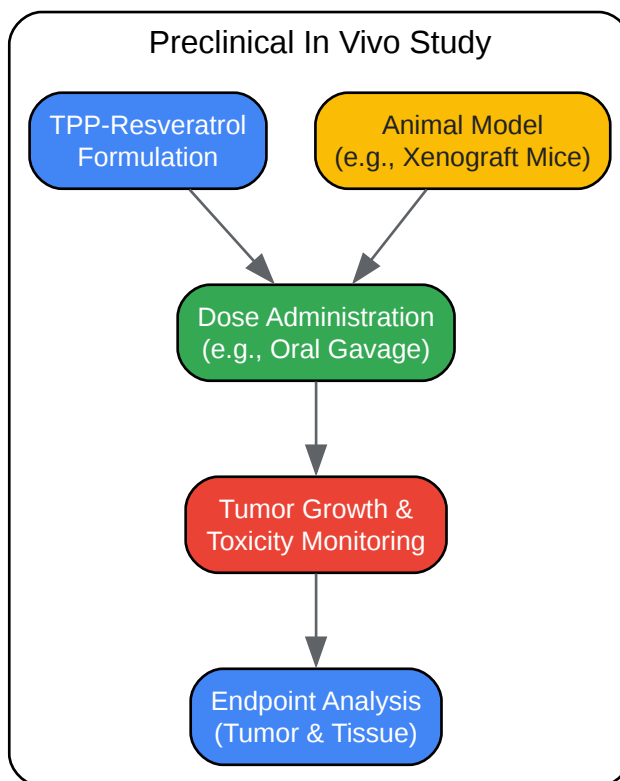 Preclinical In Vivo Study
TPP-Resveratrol
Formulation
Animal Model
(e.g., Xenograft Mice)
Dose Administration
(e.g., Oral Gavage)
Tumor Growth &
Toxicity Monitoring
Endpoint Analysis
(Tumor & Tissue)